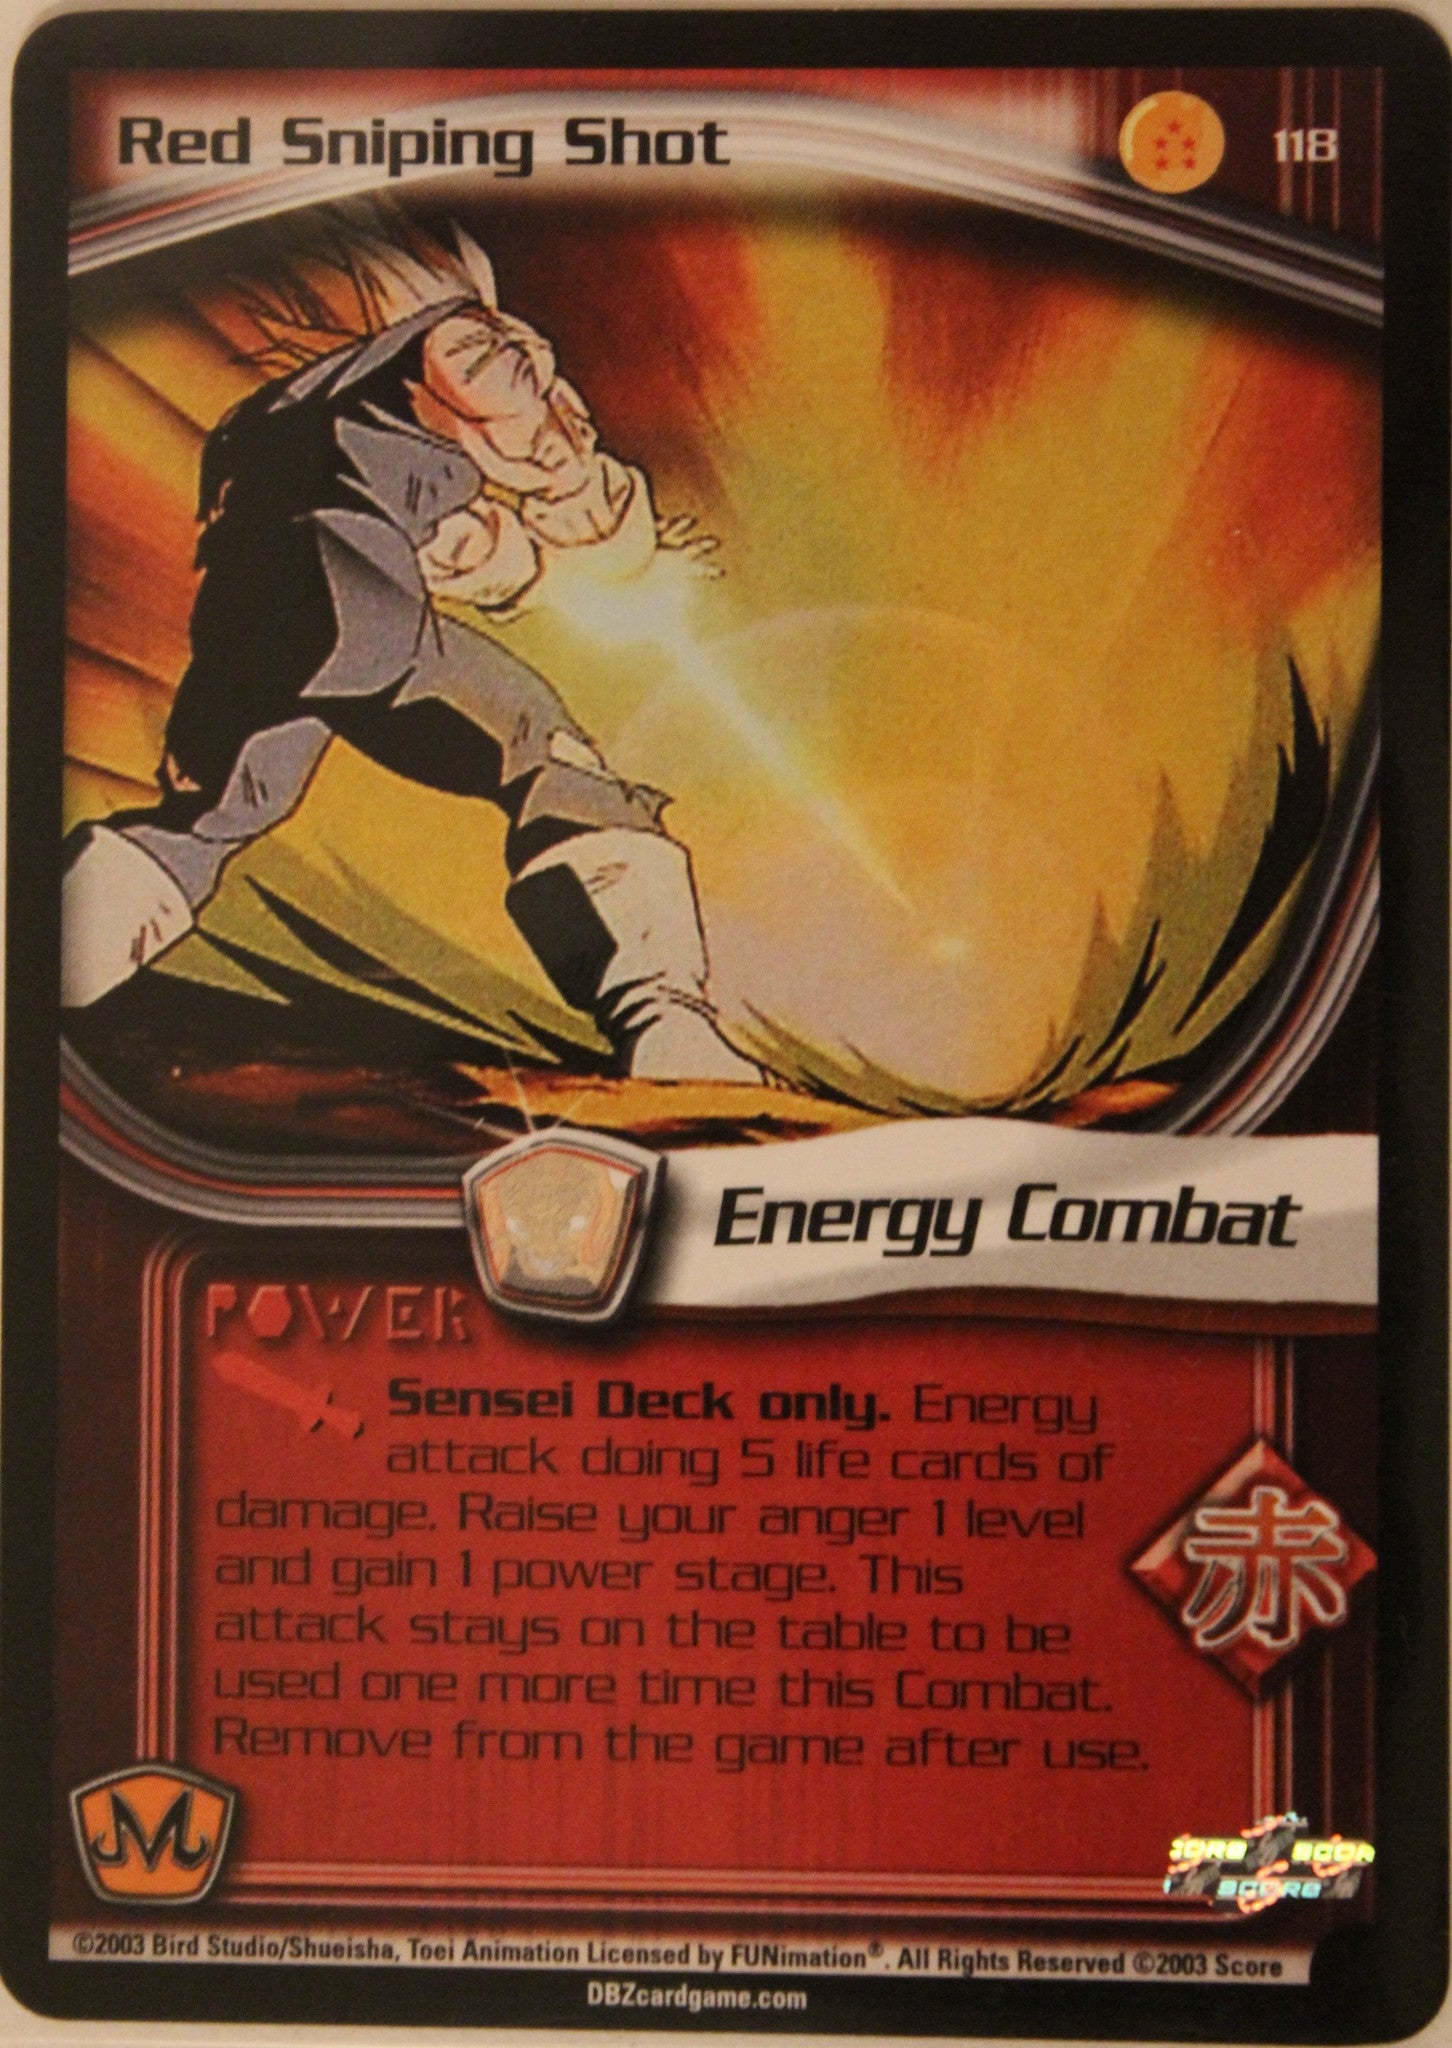 Red Sniping Shot
118
Energy Combat
POWER
Sensei Deck only. Energy
attack doing 5 life cards of
damage. Raise your anger 1 level
and gain 1 power stage. This
attack stays on the table to be
used one more time this Combat.
Remove from the game after use.
赤
M
SCORE
©2003 Bird Studio/Shueisha, Toei Animation Licensed by FUNimation®. All Rights Reserved ©2003 Score
DBZcardgame.com